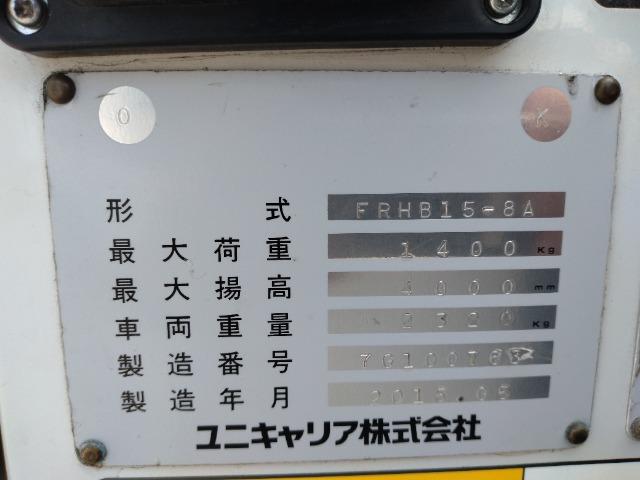 O K
形式 FRHB15-8A
最大荷重 1400 Kg
最大揚高 4000 mm
車両重量 2320 Kg
製造番号
製造年月
ユニキャリア株式会社